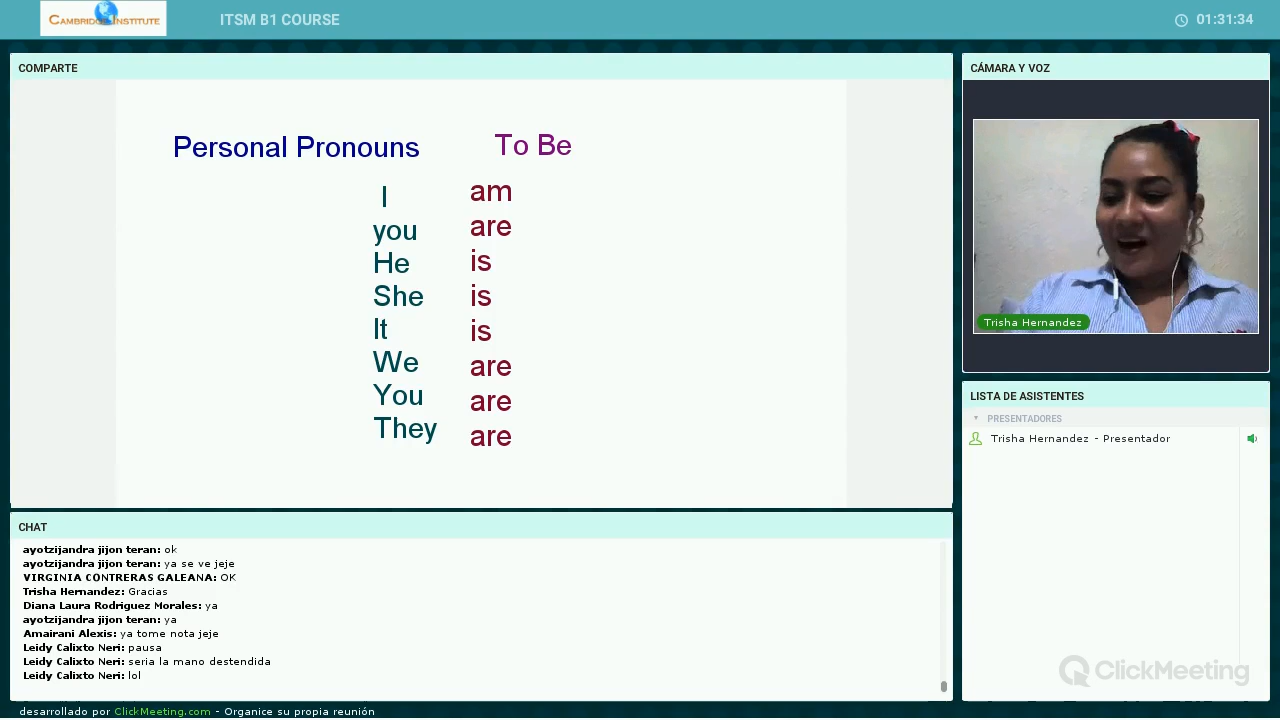 CAMBRIDGE INSTITUTE
ITSM B1 COURSE
01:31:34
COMPARTE
Personal Pronouns To Be
I am
you are
He is
She is
It is
We are
You are
They are
CÁMARA Y VOZ
Trisha Hernandez
LISTA DE ASISTENTES
PRESENTADORES
Trisha Hernandez - Presentador
CHAT
ayotzijandra jijon teran: ok
ayotzijandra jijon teran: ya se ve jeje
VIRGINIA CONTRERAS GALEANA: OK
Trisha Hernandez: Gracias
Diana Laura Rodriguez Morales: ya
ayotzijandra jijon teran: ya
Amairani Alexis: ya tome nota jeje
Leidy Calixto Neri: pausa
Leidy Calixto Neri: seria la mano destendida
Leidy Calixto Neri: lol
ClickMeeting
desarrollado por ClickMeeting.com - Organice su propia reunión